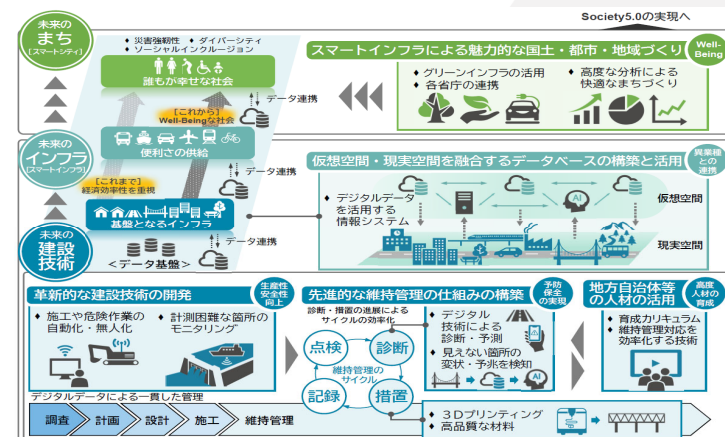 Society5.0の実現へ
未来の
まち
[スマートシティ]
・災害強靭性 ・ダイバーシティ
・ソーシャルインクルージョン
誰もが幸せな社会
データ連携
[これから]
Well-Beingな社会
便利さの供給
データ連携
[これまで]
経済効率性を重視
基盤となるインフラ
データ連携
<データ基盤>
未来の
インフラ
[スマートインフラ]
未来の
建設
技術
スマートインフラによる魅力的な国土・都市・地域づくり
Well-
Being
グリーンインフラの活用
各省庁の連携
高度な分析による
快適なまちづくり
仮想空間・現実空間を融合するデータベースの構築と活用
異業種
との
連携
デジタルデータ
を活用する
情報システム
AI
仮想空間
現実空間
革新的な建設技術の開発
生産性
安全性
向上
施工や危険作業の
自動化・無人化
計測困難な箇所の
モニタリング
デジタルデータによる一貫した管理
調査
計画
設計
施工
維持管理
先進的な維持管理の仕組みの構築
予防
保全
の実現
診断・措置の進展による
サイクルの効率化
点検
診断
維持管理の
サイクル
記録
措置
デジタル
技術による
診断・予測
見えない箇所の
変状・予兆を検知
AI
3Dプリンティング
高品質な材料
地方自治体等
の人材の活用
高度
人材の
育成
育成カリキュラム
維持管理対応を
効率化する技術